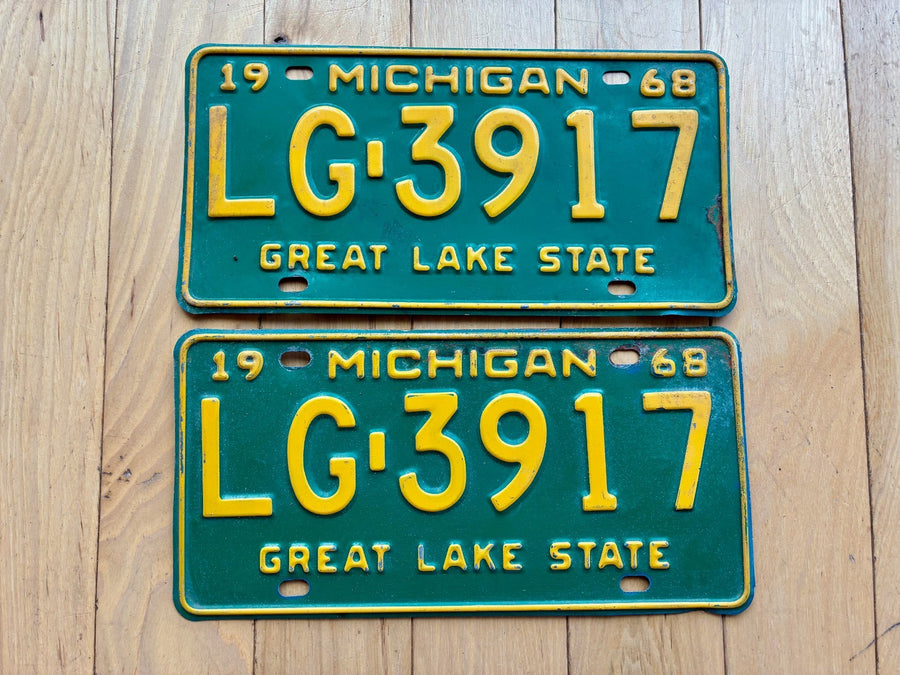 19 MICHIGAN 68
LG-3917
GREAT LAKE STATE
19 MICHIGAN 68
LG-3917
GREAT LAKE STATE